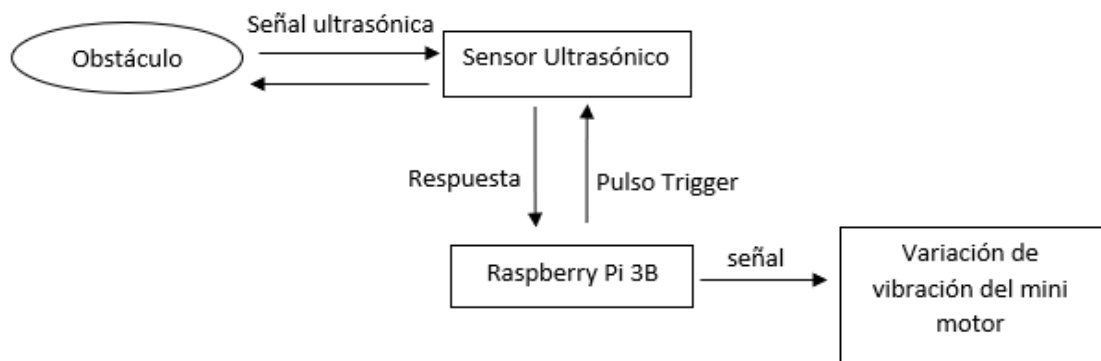 Señal ultrasónica
Obstáculo
Sensor Ultrasónico
Respuesta
Pulso Trigger
Raspberry Pi 3B
señal
Variación de
vibración del mini
motor